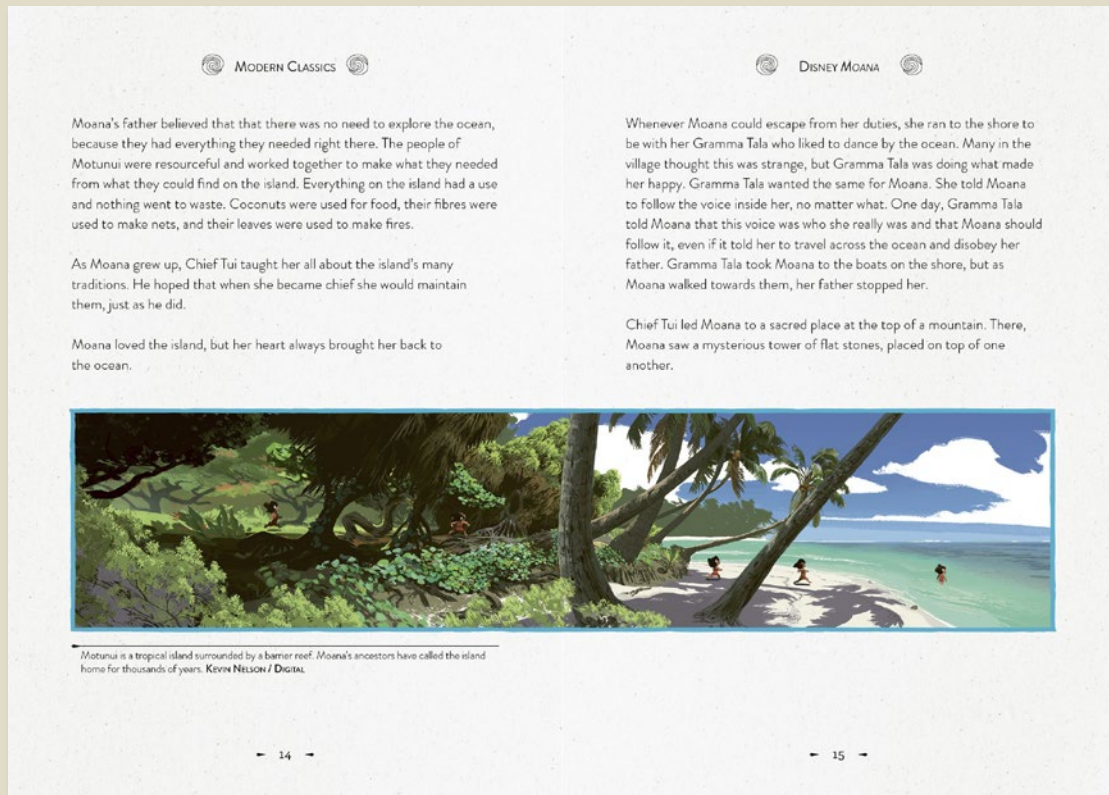 MODERN CLASSICS
Moana's father believed that that there was no need to explore the ocean,
because they had everything they needed right there. The people of
Motunui were resourceful and worked together to make what they needed
from what they could find on the island. Everything on the island had a use
and nothing went to waste. Coconuts were used for food, their fibres were
used to make nets, and their leaves were used to make fires.
As Moana grew up, Chief Tui taught her all about the island's many
traditions. He hoped that when she became chief she would maintain
them, just as he did.
Moana loved the island, but her heart always brought her back to
the ocean.
Motunui is a tropical island surrounded by a barrier reef. Moana's ancestors have called the island
home for thousands of years. KEVIN NELSON / DIGITAL
14
DISNEY MOANA
Whenever Moana could escape from her duties, she ran to the shore to
be with her Gramma Tala who liked to dance by the ocean. Many in the
village thought this was strange, but Gramma Tala was doing what made
her happy. Gramma Tala wanted the same for Moana. She told Moana
to follow the voice inside her, no matter what. One day, Gramma Tala
told Moana that this voice was who she really was and that Moana should
follow it, even if it told her to travel across the ocean and disobey her
father. Gramma Tala took Moana to the boats on the shore, but as
Moana walked towards them, her father stopped her.
Chief Tui led Moana to a sacred place at the top of a mountain. There,
Moana saw a mysterious tower of flat stones, placed on top of one
another.
15